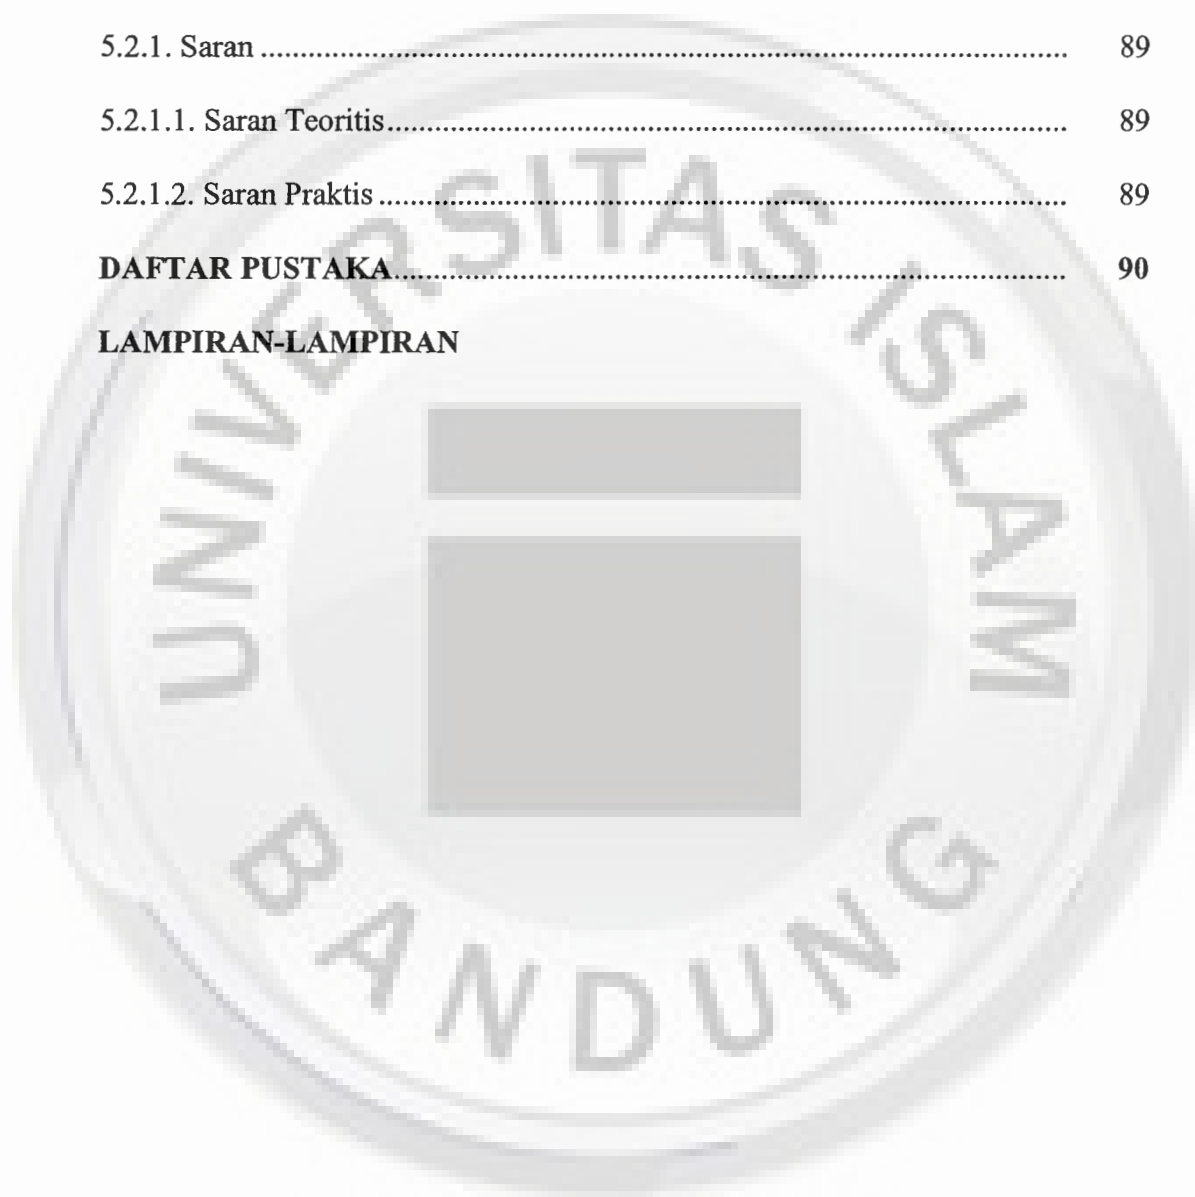 5.2.1. Saran ........................................................................ 89
5.2.1.1. Saran Teoritis ........................................................................ 89
5.2.1.2. Saran Praktis ........................................................................ 89
DAFTAR PUSTAKA ........................................................................ 90
LAMPIRAN-LAMPIRAN
UNIVERSITAS ISLAM
BANDUNG